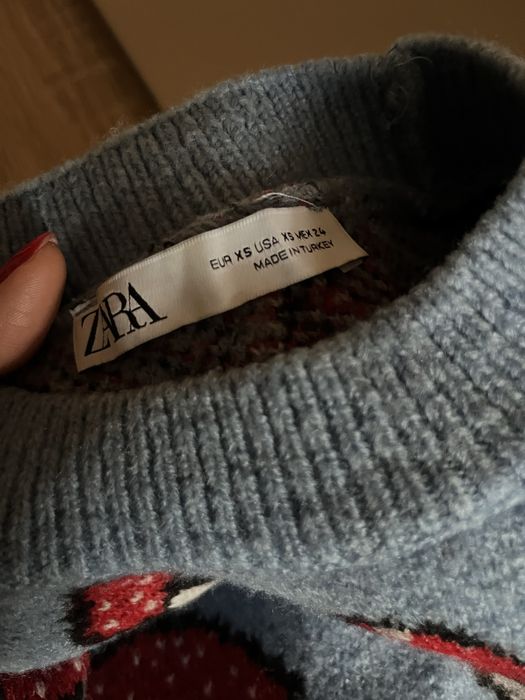 ZARA
EUR XS USA XS MEX 24
MADE IN TURKEY